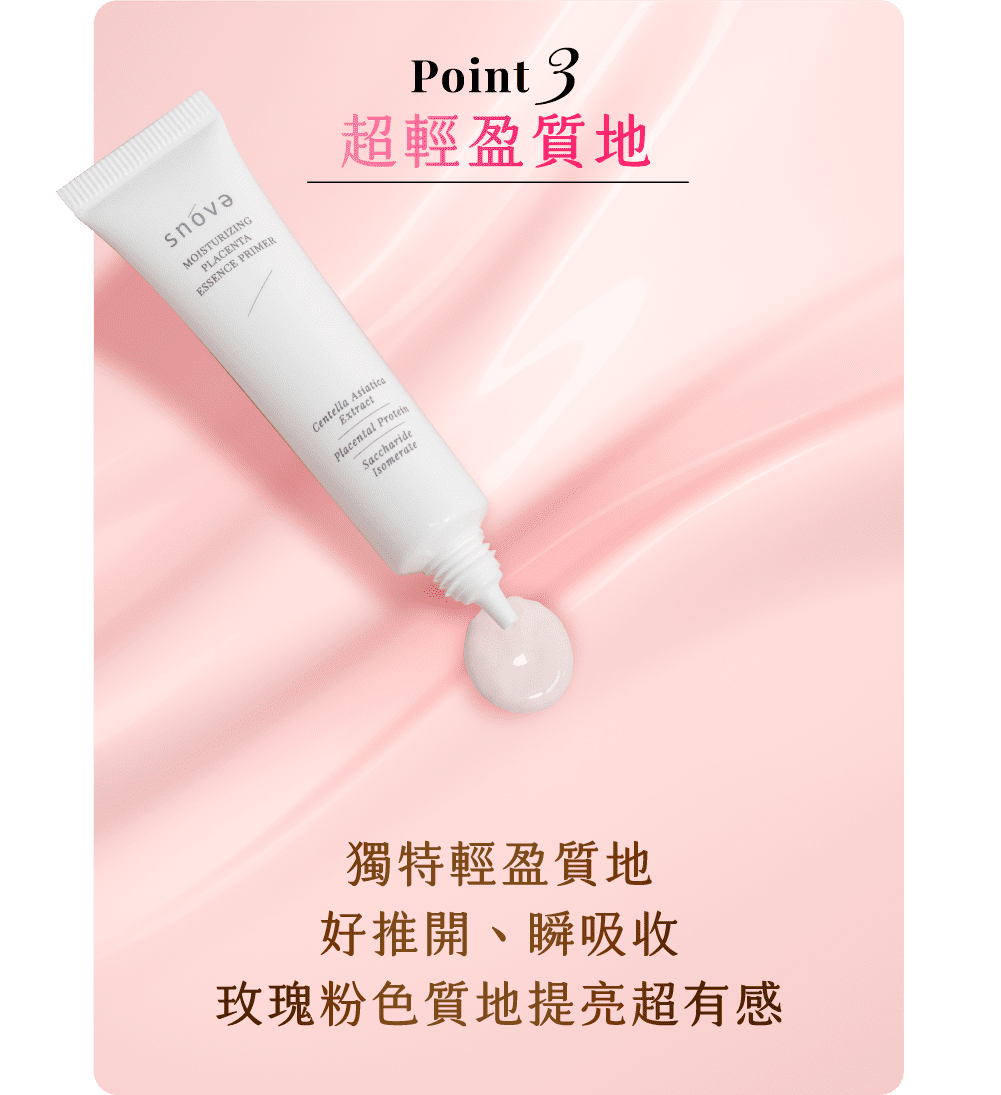 Point 3
超輕盈質地
snova
MOISTURIZING
PLACENTA
ESSENCE PRIMER
Centella Asiatica
Extract
Placental Protein
Saccharide
Isomerate
獨特輕盈質地
好推開、瞬吸收
玫瑰粉色質地提亮超有感